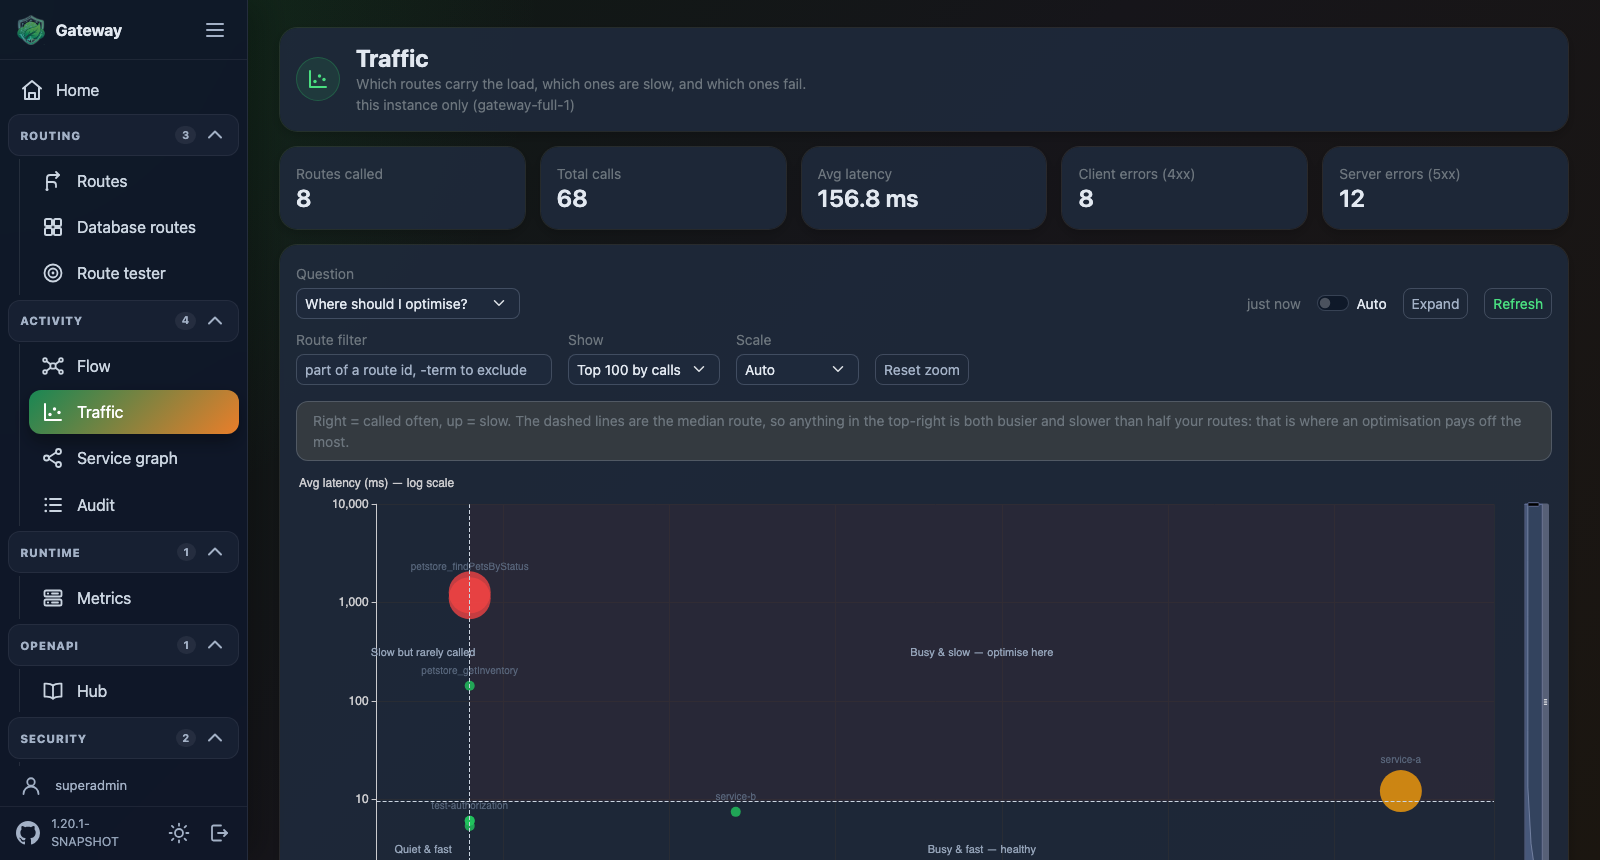 Gateway
Home
ROUTING 3
Routes
Database routes
Route tester
ACTIVITY 4
Flow
Traffic
Service graph
Audit
RUNTIME 1
Metrics
OPENAPI 1
Hub
SECURITY 2
superadmin
1.20.1-
SNAPSHOT
Traffic
Which routes carry the load, which ones are slow, and which ones fail.
this instance only (gateway-full-1)
Routes called
8
Total calls
68
Avg latency
156.8 ms
Client errors (4xx)
8
Server errors (5xx)
12
Question
Where should I optimise?
just now Auto Expand Refresh
Route filter Show Scale
part of a route id, -term to exclude Top 100 by calls Auto Reset zoom
Right = called often, up = slow. The dashed lines are the median route, so anything in the top-right is both busier and slower than half your routes: that is where an optimisation pays off the
most.
Avg latency (ms) — log scale
10,000
petstore_findPetsByStatus
1,000
Slow but rarely called Busy & slow — optimise here
petstore_getInventory
100
service-a
10 service-b
test-authorization
Quiet & fast Busy & fast — healthy